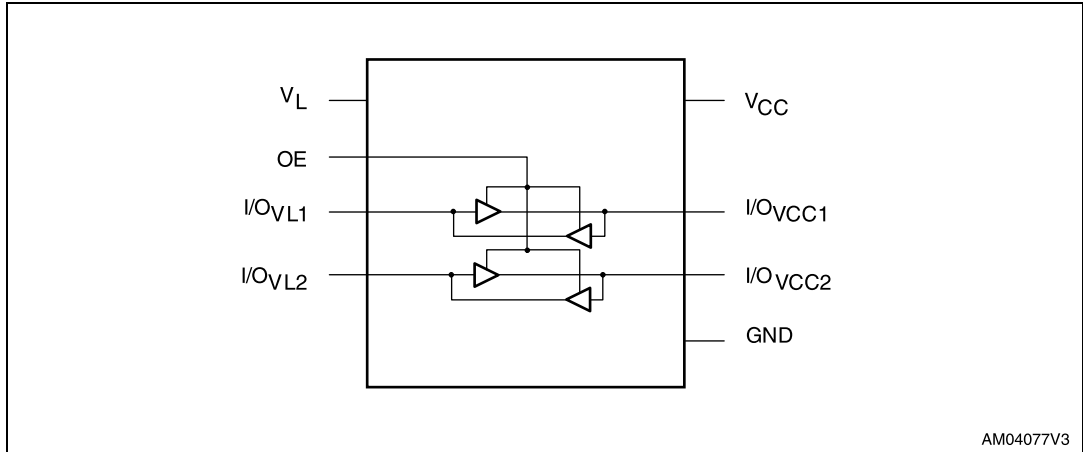 VL
VCC
OE
I/OVL1
I/OVCC1
I/OVL2
I/OVCC2
GND
AM04077V3